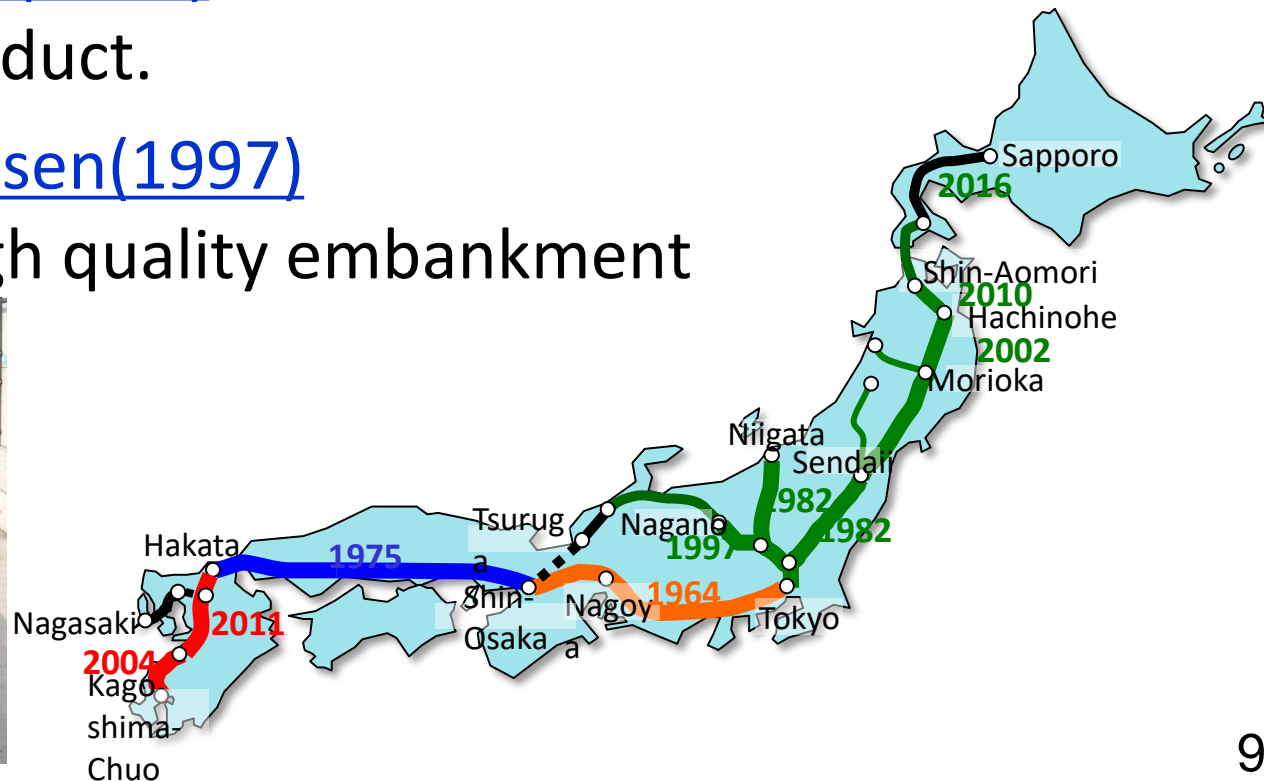 duct.
sen(1997)
gh quality embankment
Sapporo
2016
Shin-Aomori
2010
Hachinohe
2002
Morioka
Niigata
Sendaii
1982
1982
Tsurug
a
Nagano
1997
Hakata
1975
Shin-
Osaka
Nagoy
a
1964
Tokyo
Nagasaki
2011
2004
Kago
shima-
Chuo
9